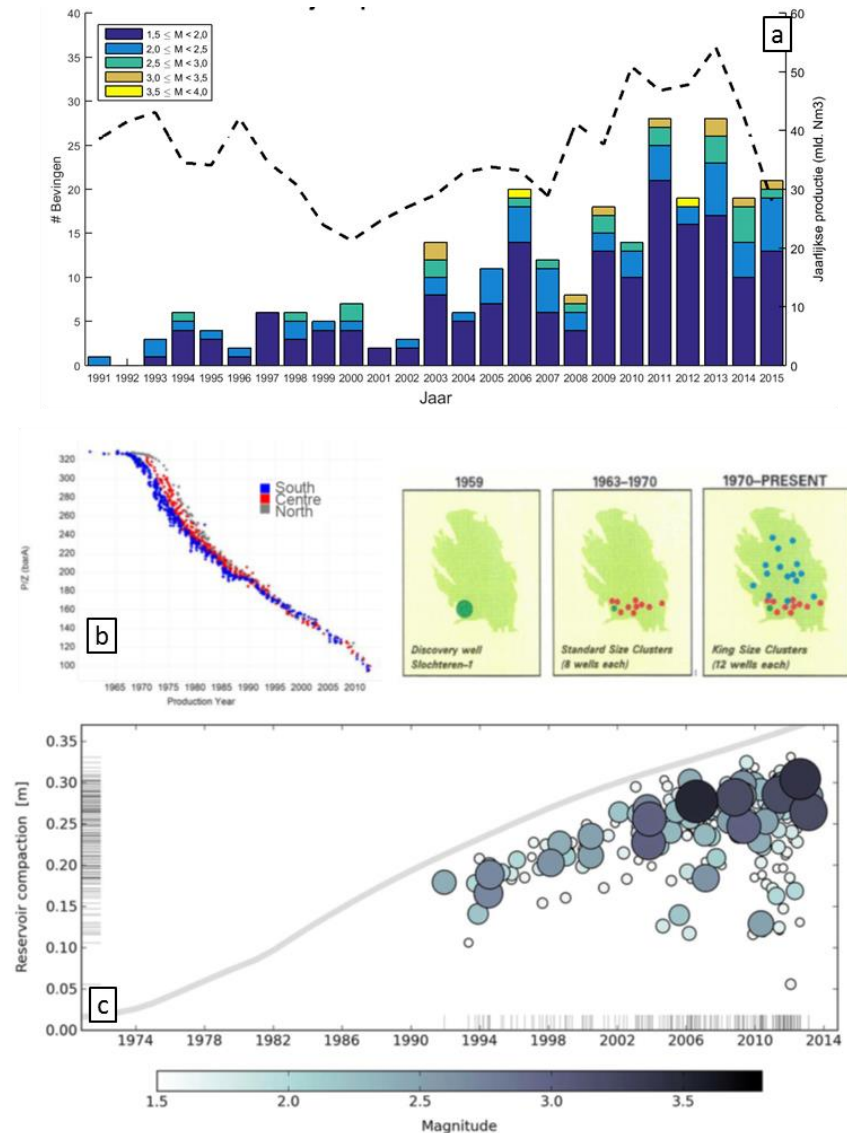 40
35
30
25
20
15
10
5
0
# Bevingen
1,5 ≤ M < 2,0
2,0 ≤ M < 2,5
2,5 ≤ M < 3,0
3,0 ≤ M < 3,5
3,5 ≤ M < 4,0
a
60
50
40
30
20
10
0
Jaarlijkse productie (mld. Nm3)
1991 1992 1993 1994 1995 1996 1997 1998 1999 2000 2001 2002 2003 2004 2005 2006 2007 2008 2009 2010 2011 2012 2013 2014 2015
Jaar
320
300
280
260
240
220
200
180
160
140
120
100
P/Z (barA)
South
Centre
North
b
1965 1970 1975 1980 1985 1990 1995 2000 2005 2010
Production Year
1959
Discovery well
Slochteren–1
1963–1970
Standard Size Clusters
(8 wells each)
1970–PRESENT
King Size Clusters
(12 wells each)
0.35
0.30
0.25
0.20
0.15
0.10
0.05
0.00
Reservoir compaction [m]
c
1974 1978 1982 1986 1990 1994 1998 2002 2006 2010 2014
1.5 2.0 2.5 3.0 3.5
Magnitude